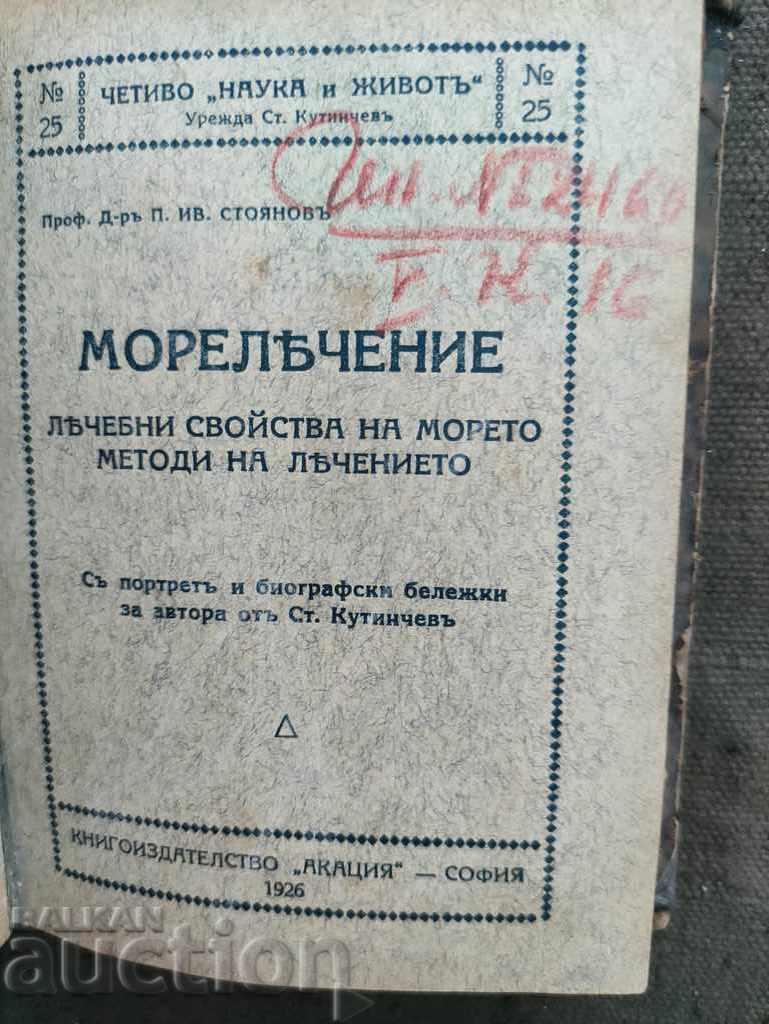 № 25
ЧЕТИВО „НАУКА и ЖИВОТЪ“
Урежда Ст. Кутинчевъ
№ 25
Проф. Д-ръ П. ИВ. СТОЯНОВЪ
МОРЕЛѢЧЕНИЕ
ЛѢЧЕБНИ СВОЙСТВА НА МОРЕТО
МЕТОДИ НА ЛѢЧЕНИЕТО
Съ портретъ и биографски бележки
за автора отъ Ст. Кутинчевъ
КНИГОИЗДАТЕЛСТВО „АКАЦИЯ“ — СОФИЯ
1926
BALKAN
auction